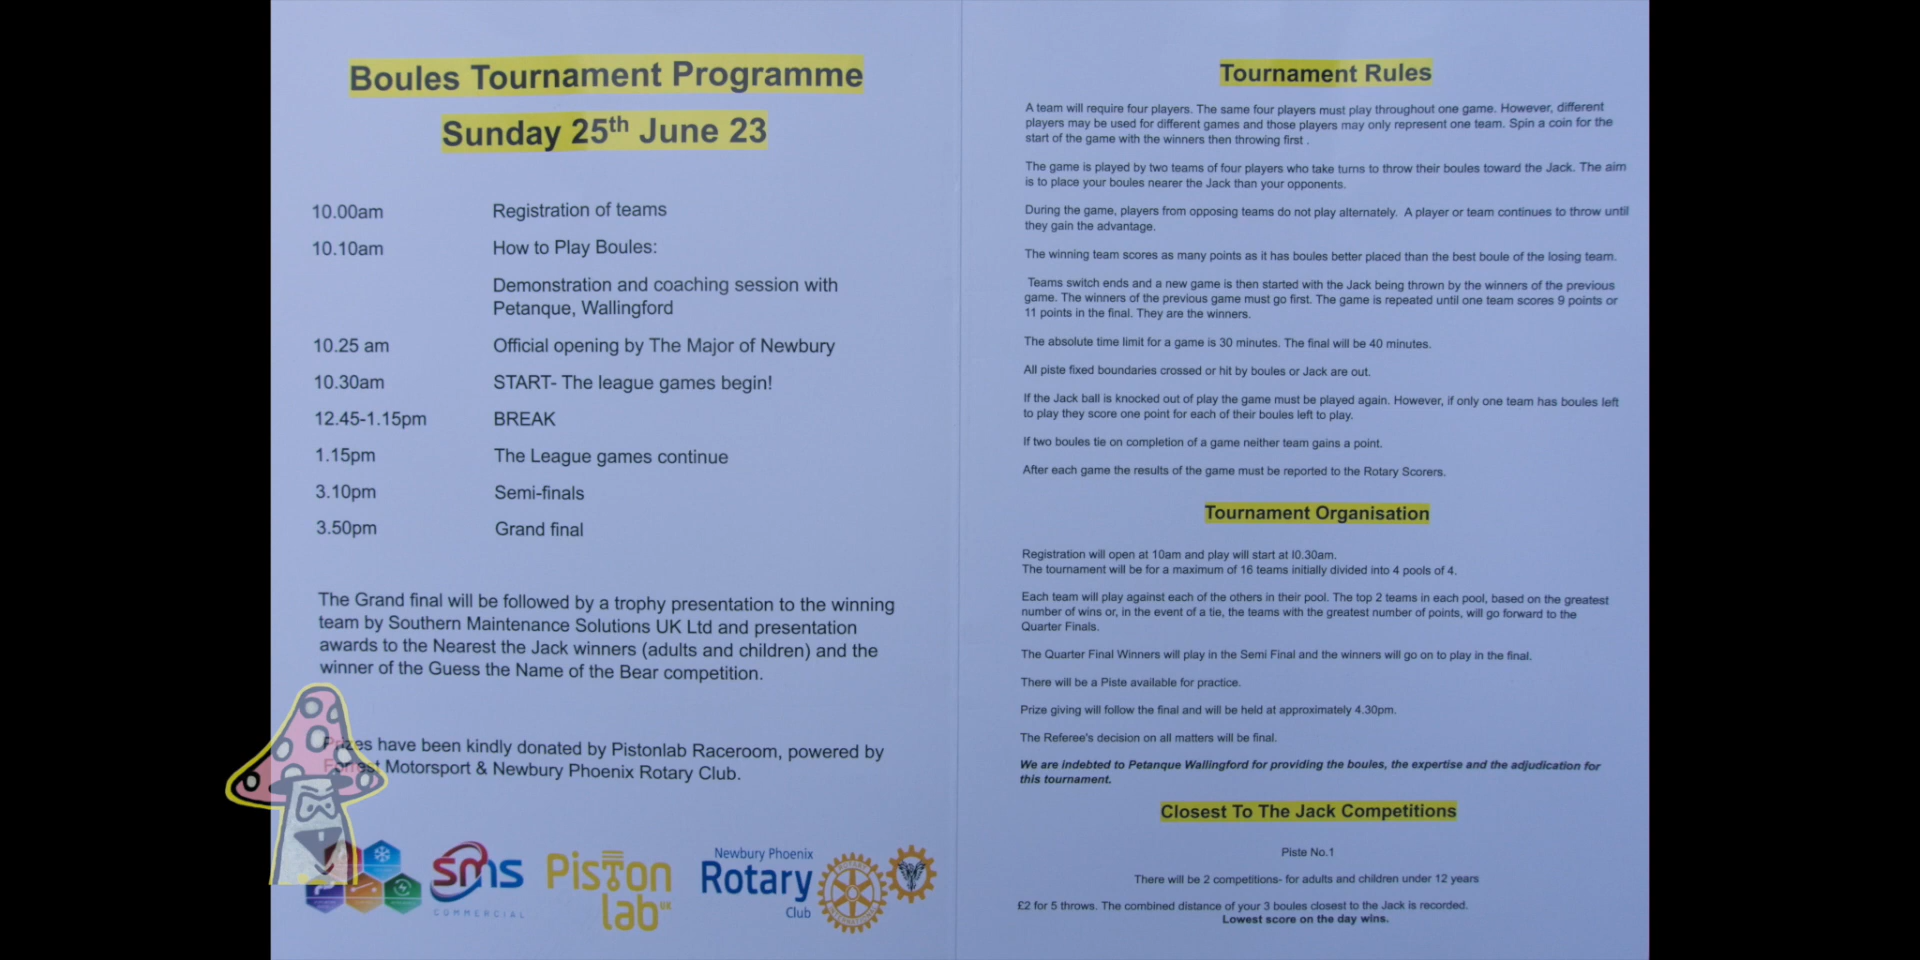 Boules Tournament Programme
Sunday 25th June 23
10.00am Registration of teams
10.10am How to Play Boules:
Demonstration and coaching session with
Petanque, Wallingford
10.25 am Official opening by The Major of Newbury
10.30am START- The league games begin!
12.45-1.15pm BREAK
1.15pm The League games continue
3.10pm Semi-finals
3.50pm Grand final
The Grand final will be followed by a trophy presentation to the winning
team by Southern Maintenance Solutions UK Ltd and presentation
awards to the Nearest the Jack winners (adults and children) and the
winner of the Guess the Name of the Bear competition.
Prizes have been kindly donated by Pistonlab Raceroom, powered by
Forrest Motorsport & Newbury Phoenix Rotary Club.
sms
COMMERCIAL
Piston
lab UK
Newbury Phoenix
Rotary
Club
ROTARY
INTERNATIONAL
Tournament Rules
A team will require four players. The same four players must play throughout one game. However, different
players may be used for different games and those players may only represent one team. Spin a coin for the
start of the game with the winners then throwing first .
The game is played by two teams of four players who take turns to throw their boules toward the Jack. The aim
is to place your boules nearer the Jack than your opponents.
During the game, players from opposing teams do not play alternately. A player or team continues to throw until
they gain the advantage.
The winning team scores as many points as it has boules better placed than the best boule of the losing team.
Teams switch ends and a new game is then started with the Jack being thrown by the winners of the previous
game. The winners of the previous game must go first. The game is repeated until one team scores 9 points or
11 points in the final. They are the winners.
The absolute time limit for a game is 30 minutes. The final will be 40 minutes.
All piste fixed boundaries crossed or hit by boules or Jack are out.
If the Jack ball is knocked out of play the game must be played again. However, if only one team has boules left
to play they score one point for each of their boules left to play.
If two boules tie on completion of a game neither team gains a point.
After each game the results of the game must be reported to the Rotary Scorers.
Tournament Organisation
Registration will open at 10am and play will start at l0.30am.
The tournament will be for a maximum of 16 teams initially divided into 4 pools of 4.
Each team will play against each of the others in their pool. The top 2 teams in each pool, based on the greatest
number of wins or, in the event of a tie, the teams with the greatest number of points, will go forward to the
Quarter Finals.
The Quarter Final Winners will play in the Semi Final and the winners will go on to play in the final.
There will be a Piste available for practice.
Prize giving will follow the final and will be held at approximately 4.30pm.
The Referee's decision on all matters will be final.
We are indebted to Petanque Wallingford for providing the boules, the expertise and the adjudication for
this tournament.
Closest To The Jack Competitions
Piste No.1
There will be 2 competitions- for adults and children under 12 years
£2 for 5 throws. The combined distance of your 3 boules closest to the Jack is recorded.
Lowest score on the day wins.